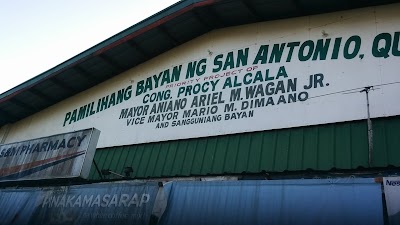 PAMILIHANG BAYAN NG SAN ANTONIO, QU
PRIORITY PROJECT OF
CONG. PROCY ALCALA
MAYOR ANIANO ARIEL M. WAGAN JR.
VICE MAYOR MARIO M. DIMAANO
AND SANGGUNIANG BAYAN
PHARMACY
PINAKAMASARAP